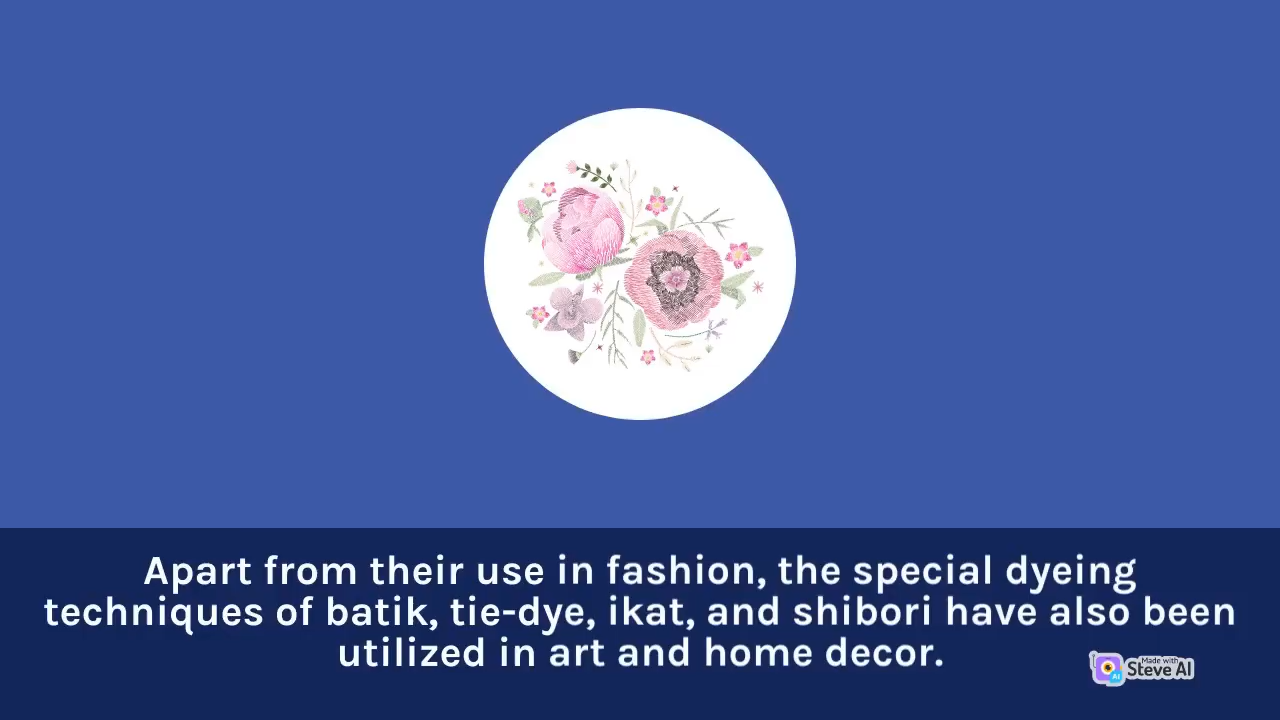 Apart from their use in fashion, the special dyeing
techniques of batik, tie-dye, ikat, and shibori have also been
utilized in art and home decor.
Made with
Steve AI
AI